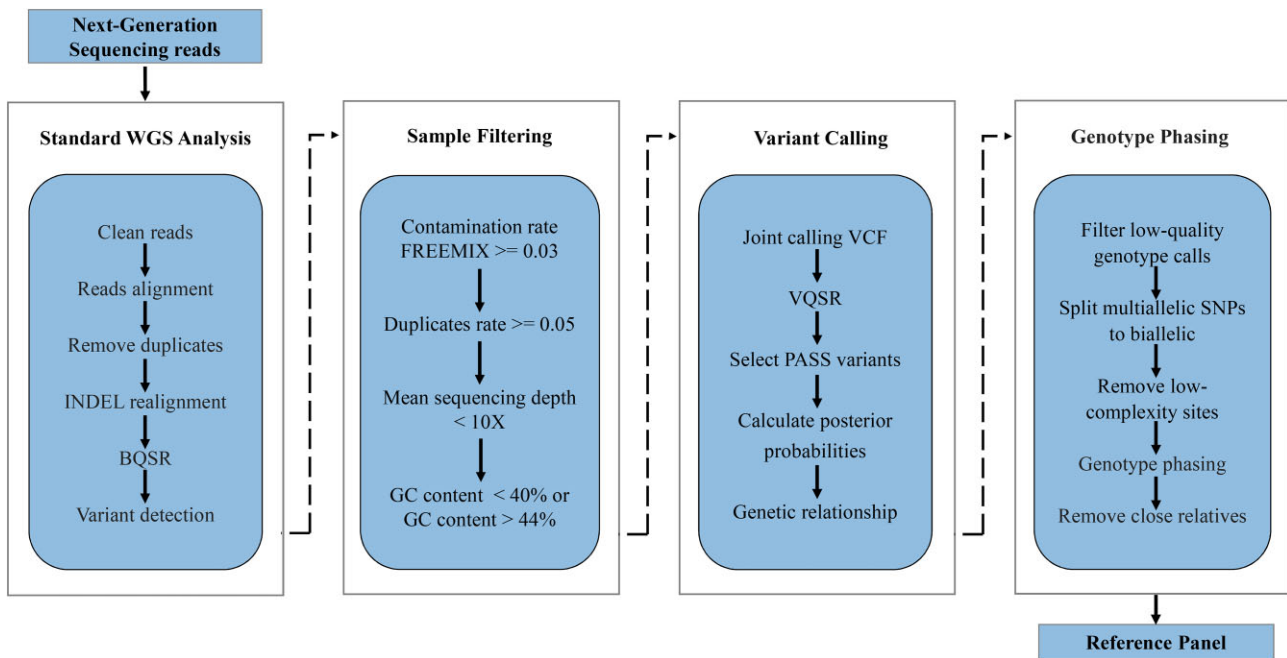 Next-Generation
Sequencing reads
Standard WGS Analysis
Clean reads
Reads alignment
Remove duplicates
INDEL realignment
BQSR
Variant detection
Sample Filtering
Contamination rate
FREEMIX >= 0.03
Duplicates rate >= 0.05
Mean sequencing depth
< 10X
GC content < 40% or
GC content > 44%
Variant Calling
Joint calling VCF
VQSR
Select PASS variants
Calculate posterior
probabilities
Genetic relationship
Genotype Phasing
Filter low-quality
genotype calls
Split multiallelic SNPs
to biallelic
Remove low-
complexity sites
Genotype phasing
Remove close relatives
Reference Panel